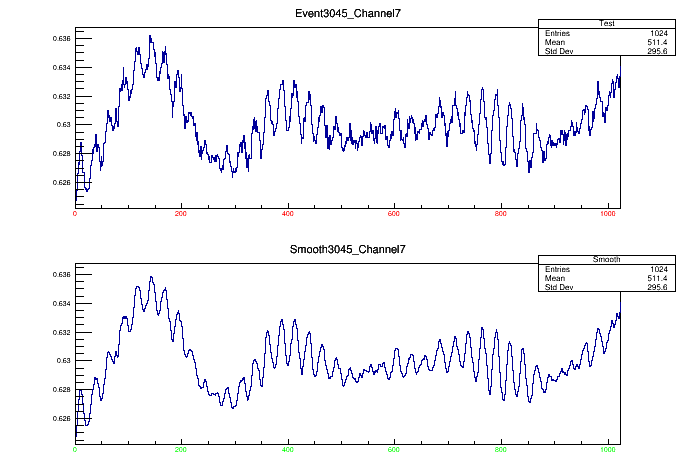 Event3045_Channel7
Test
Entries 1024
Mean 511.4
Std Dev 295.6
0.636
0.634
0.632
0.63
0.628
0.626
0 200 400 600 800 1000
Smooth3045_Channel7
Smooth
Entries 1024
Mean 511.4
Std Dev 295.6
0.636
0.634
0.632
0.63
0.628
0.626
0 200 400 600 800 1000